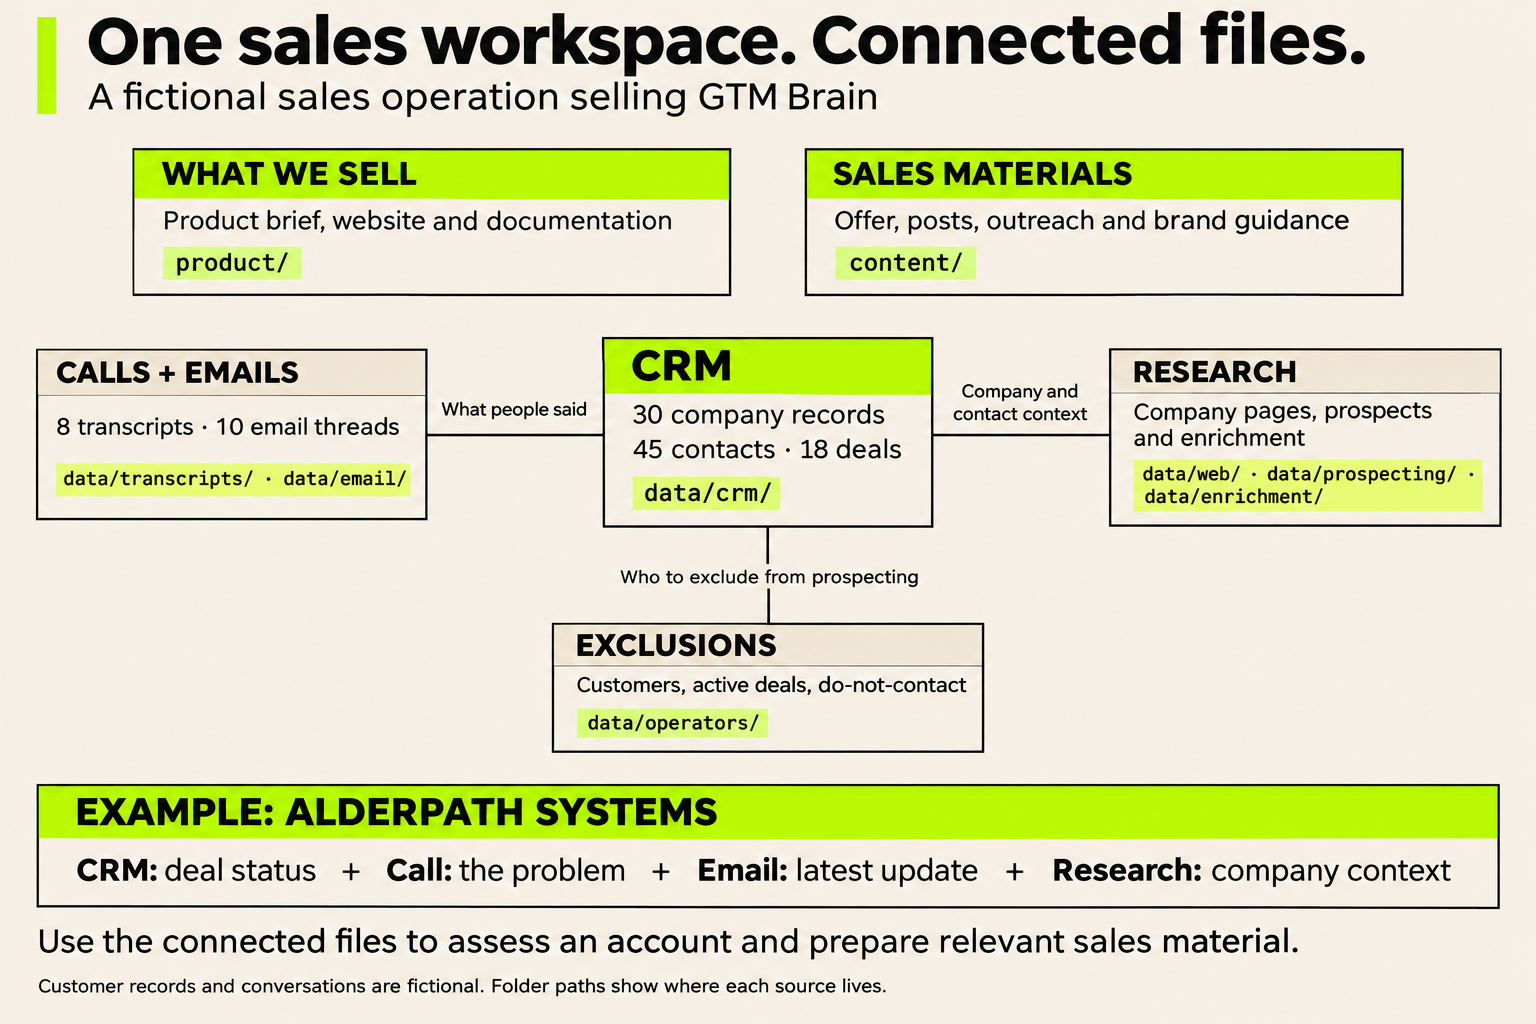 One sales workspace. Connected files.
A fictional sales operation selling GTM Brain
WHAT WE SELL
Product brief, website and documentation
product/
SALES MATERIALS
Offer, posts, outreach and brand guidance
content/
CALLS + EMAILS
8 transcripts · 10 email threads
data/transcripts/ · data/email/
What people said
CRM
30 company records
45 contacts · 18 deals
data/crm/
Company and
contact context
RESEARCH
Company pages, prospects
and enrichment
data/web/ · data/prospecting/ ·
data/enrichment/
Who to exclude from prospecting
EXCLUSIONS
Customers, active deals, do-not-contact
data/operators/
EXAMPLE: ALDERPATH SYSTEMS
CRM: deal status + Call: the problem + Email: latest update + Research: company context
Use the connected files to assess an account and prepare relevant sales material.
Customer records and conversations are fictional. Folder paths show where each source lives.